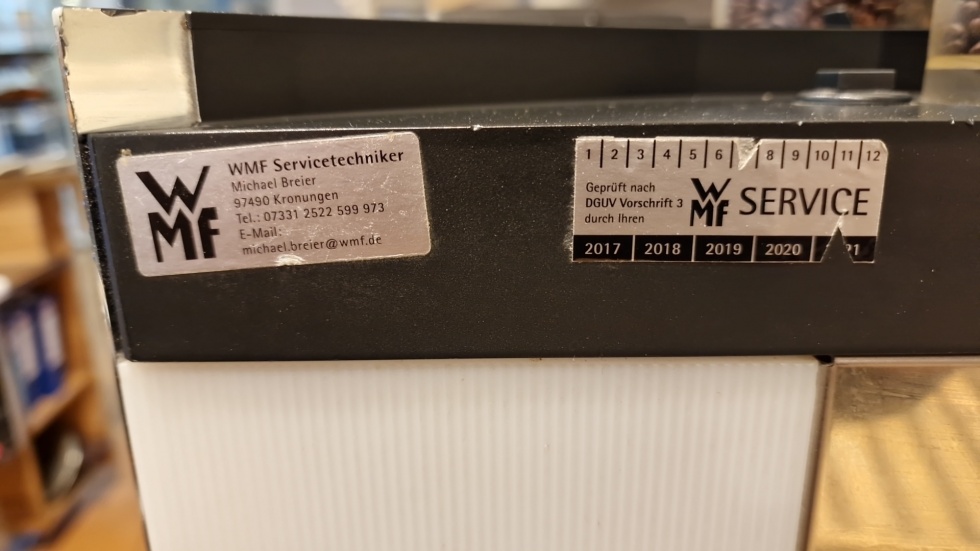 WMF
WMF Servicetechniker
Michael Breier
97490 Kronungen
Tel.: 07331 2522 599 973
E-Mail:
michael.breier@wmf.de
1 2 3 4 5 6 8 9 10 11 12
Geprüft nach
DGUV Vorschrift 3
durch Ihren
WMF SERVICE
2017 2018 2019 2020